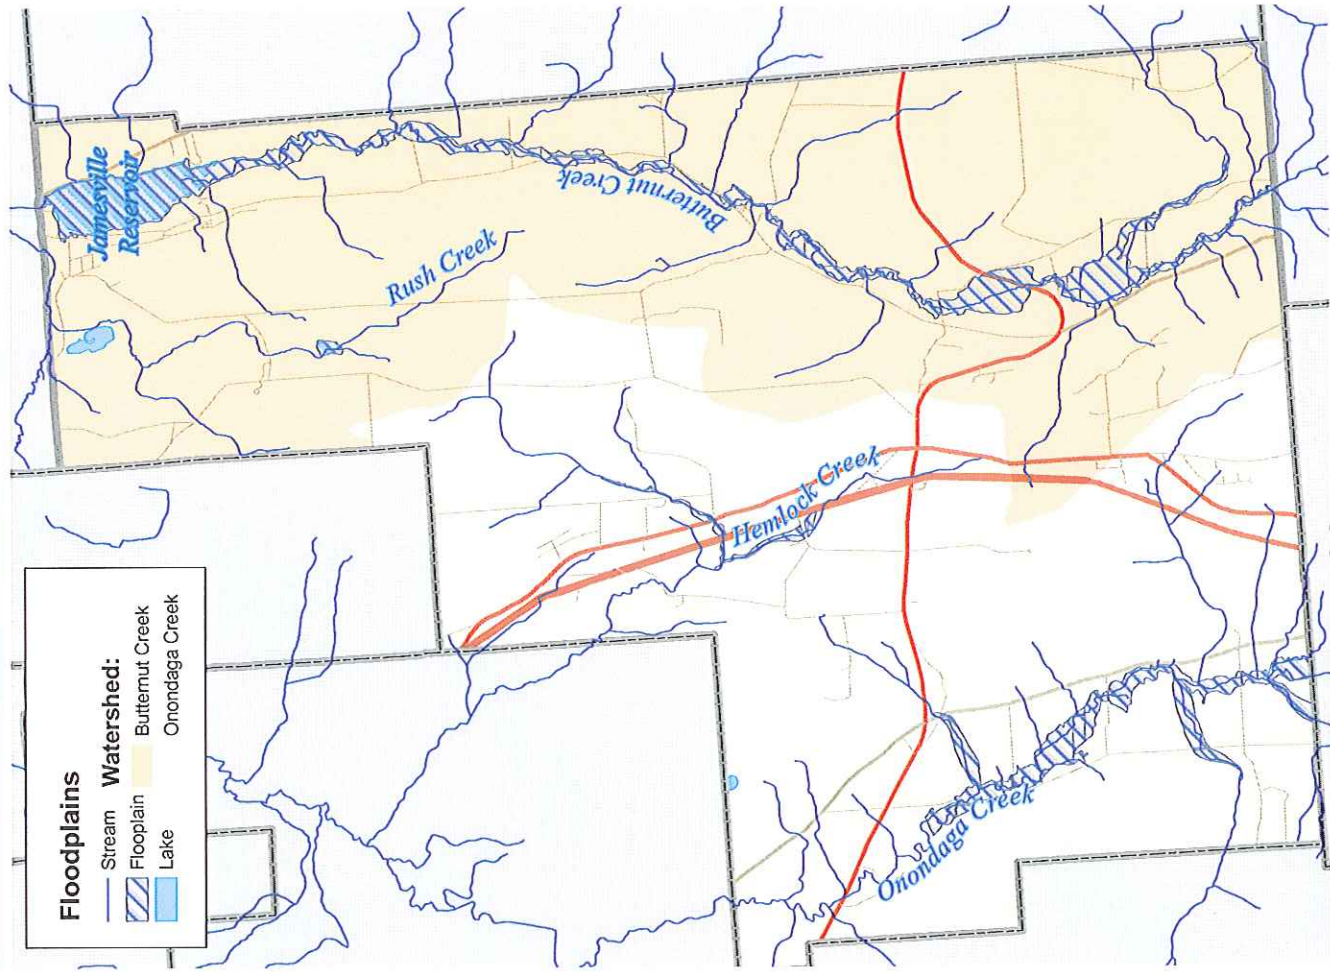 Floodplains
Stream
Flooplain
Lake
Watershed:
Butternut Creek
Onondaga Creek
Jamesville
Reservoir
Rush Creek
Butternut Creek
Hemlock Creek
Onondaga Creek